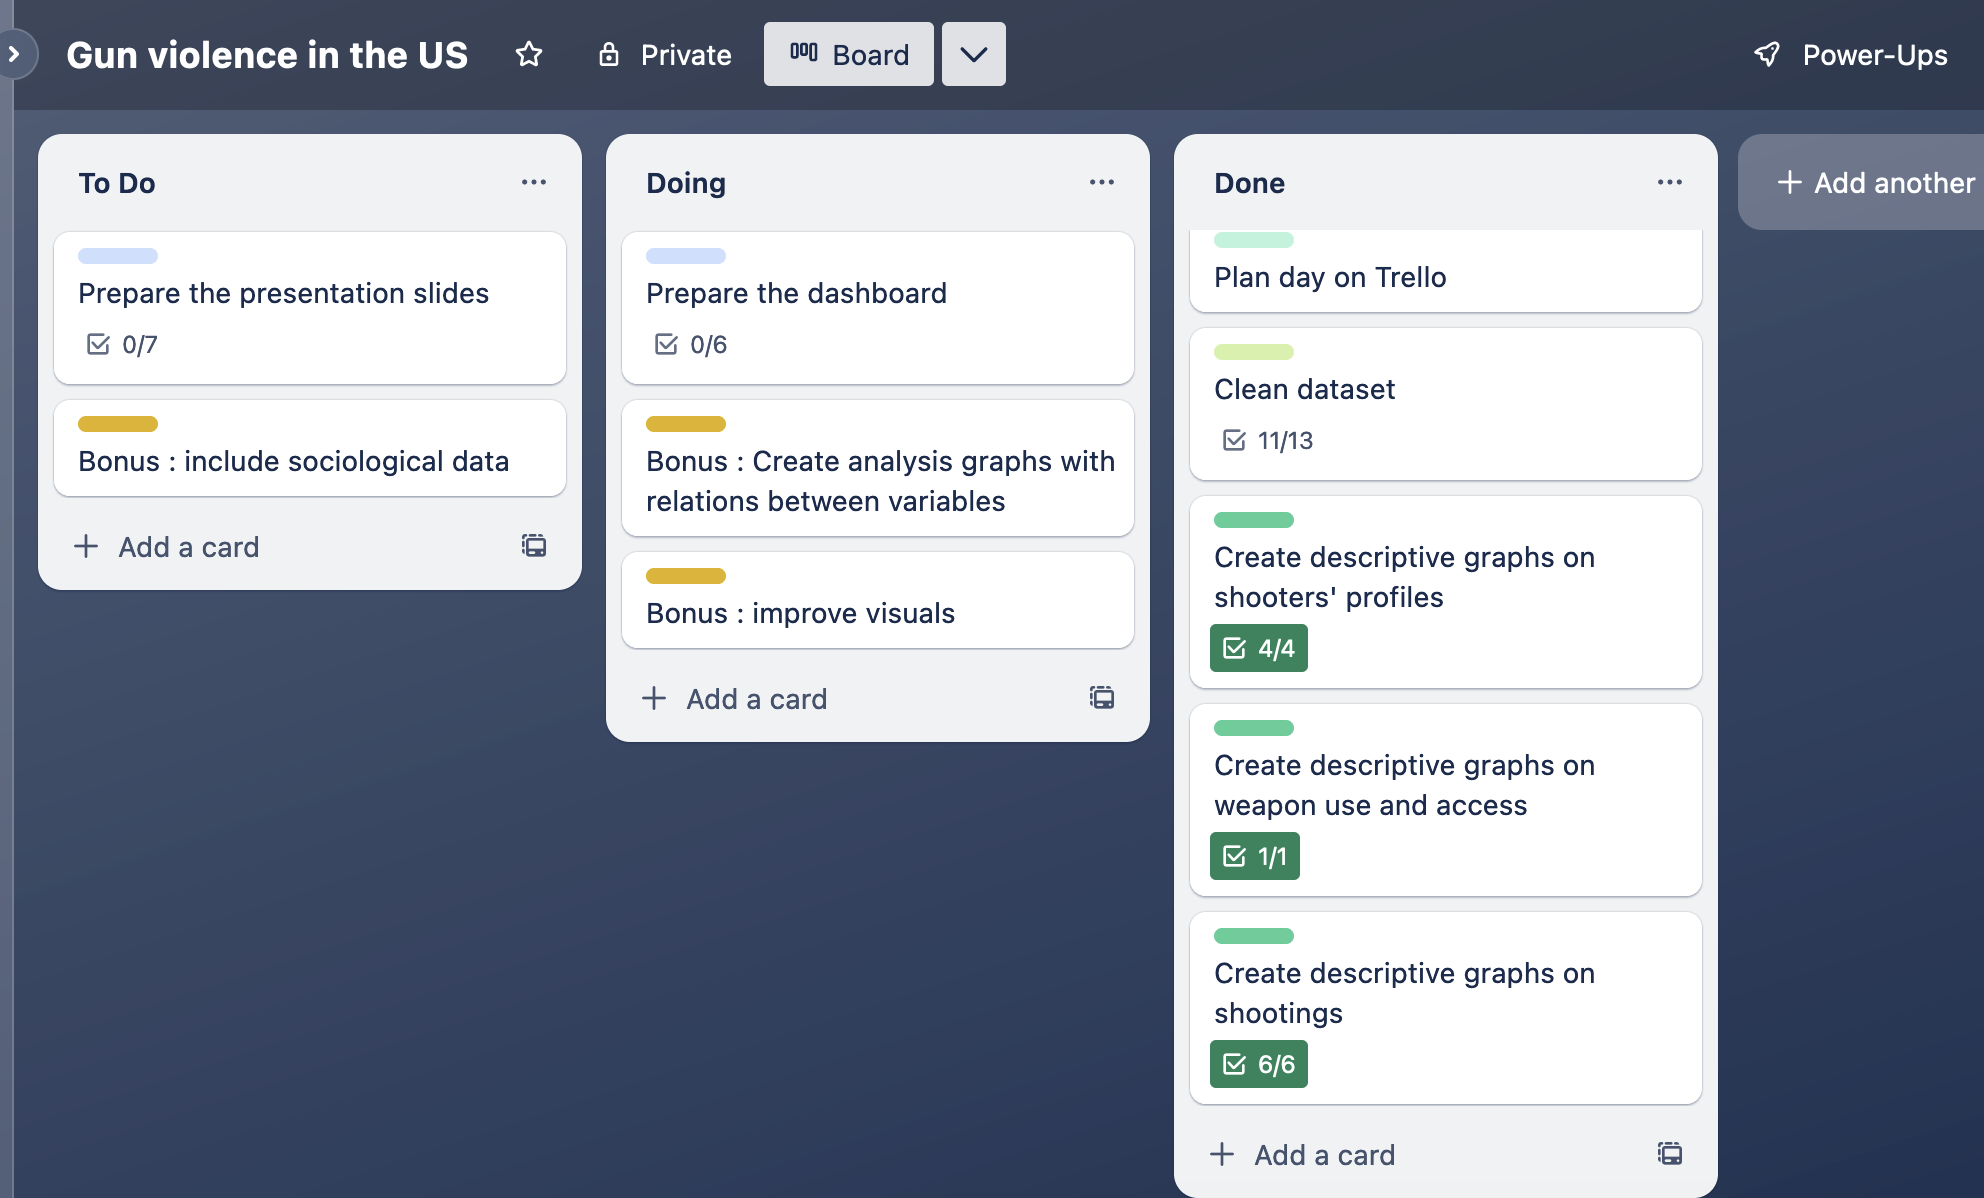 Gun violence in the US
Private
Board
Power-Ups
To Do
Prepare the presentation slides
0/7
Bonus : include sociological data
Add a card
Doing
Prepare the dashboard
0/6
Bonus : Create analysis graphs with
relations between variables
Bonus : improve visuals
Add a card
Done
Plan day on Trello
Clean dataset
11/13
Create descriptive graphs on
shooters' profiles
4/4
Create descriptive graphs on
weapon use and access
1/1
Create descriptive graphs on
shootings
6/6
Add a card
Add another